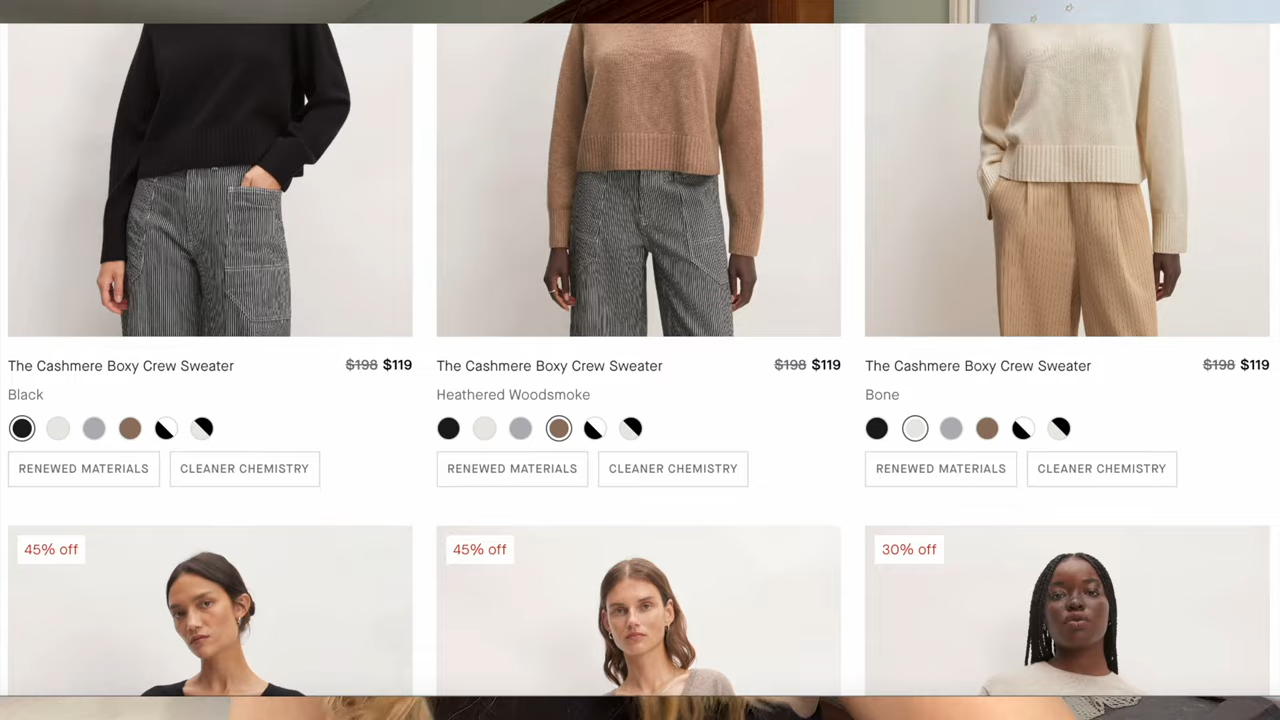 The Cashmere Boxy Crew Sweater $198 $119
Black
RENEWED MATERIALS CLEANER CHEMISTRY
The Cashmere Boxy Crew Sweater $198 $119
Heathered Woodsmoke
RENEWED MATERIALS CLEANER CHEMISTRY
The Cashmere Boxy Crew Sweater $198 $119
Bone
RENEWED MATERIALS CLEANER CHEMISTRY
45% off
45% off
30% off